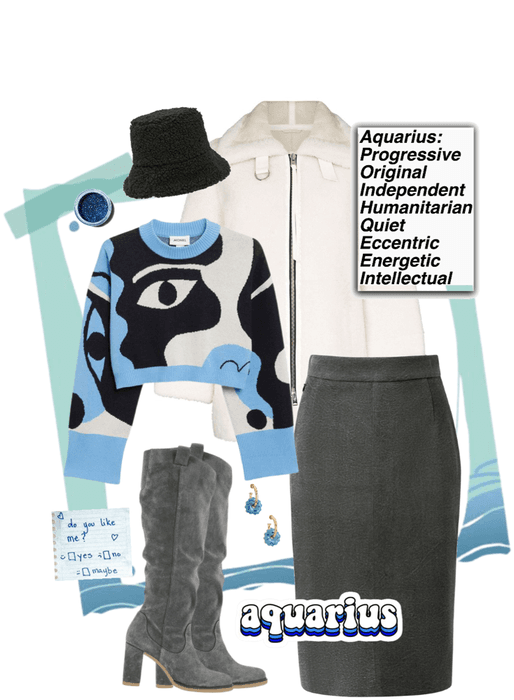 Aquarius:
Progressive
Original
Independent
Humanitarian
Quiet
Eccentric
Energetic
Intellectual
do you like
me?
yes no
maybe
aquarius